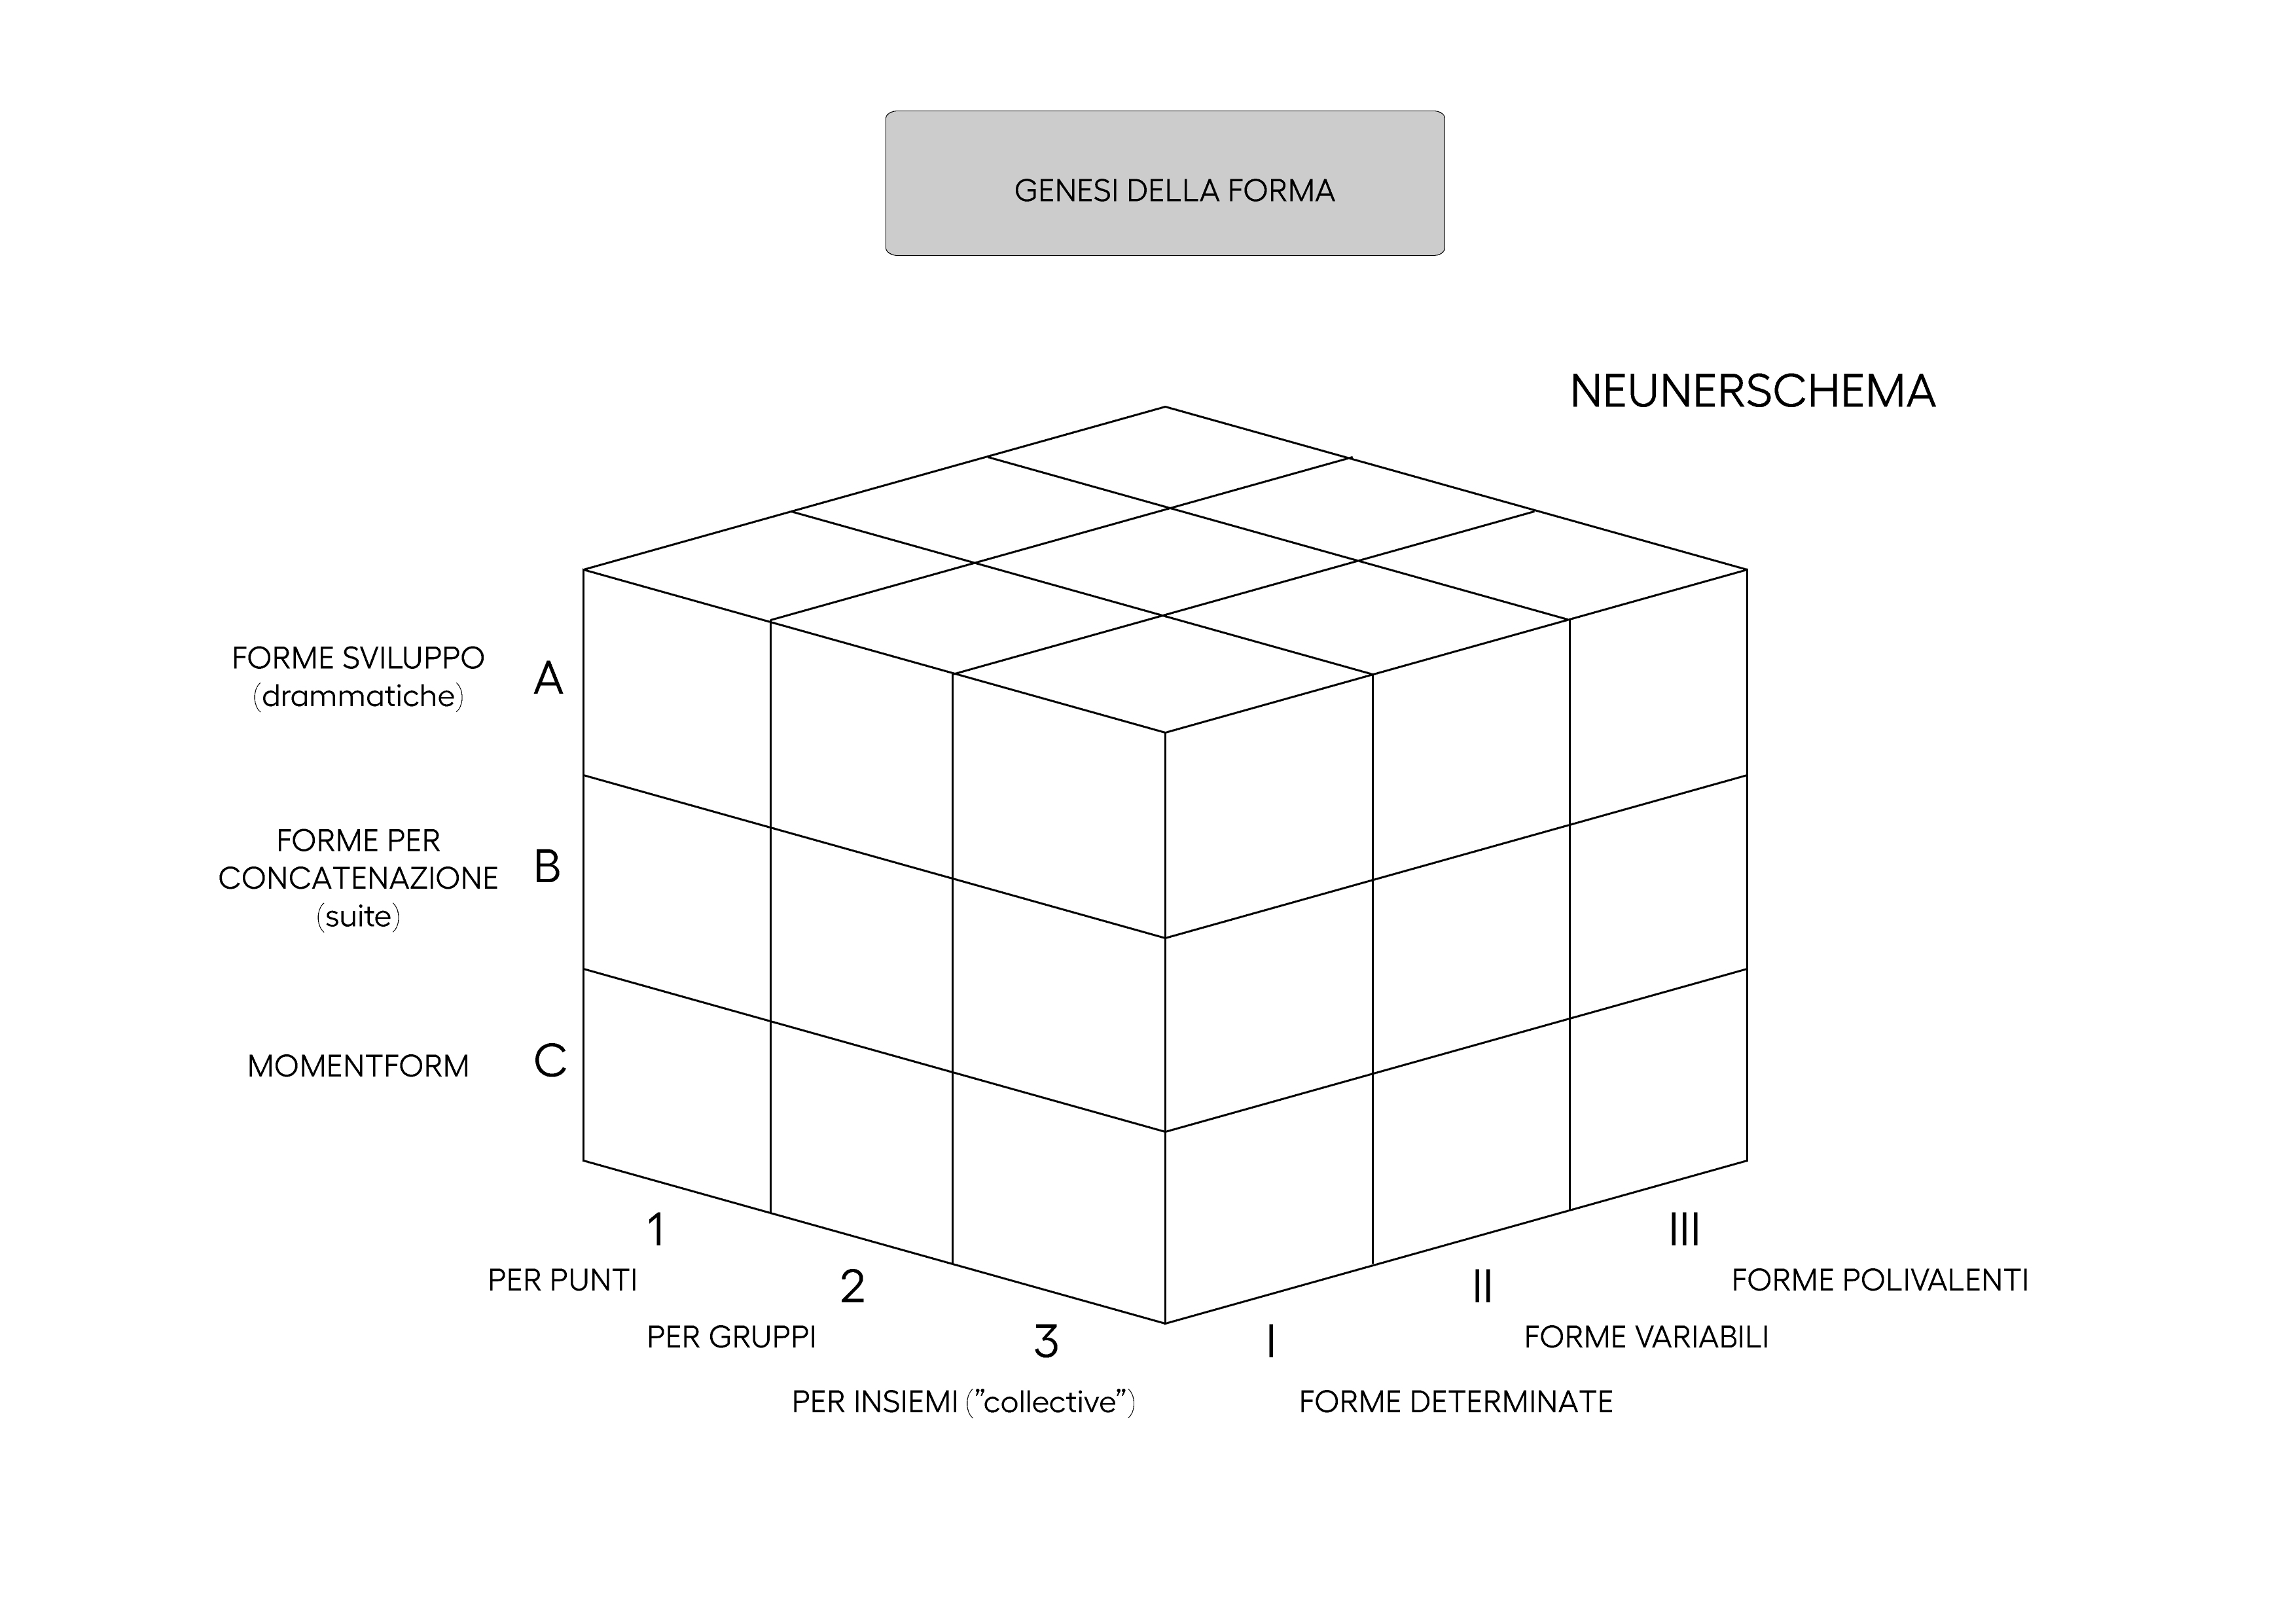 GENESI DELLA FORMA
NEUNERSCHEMA
FORME SVILUPPO
(drammatiche)
A
FORME PER
CONCATENAZIONE
(suite)
B
MOMENTFORM
C
1
PER PUNTI
2
PER GRUPPI
3
PER INSIEMI (”collective”)
I
FORME DETERMINATE
II
FORME VARIABILI
III
FORME POLIVALENTI